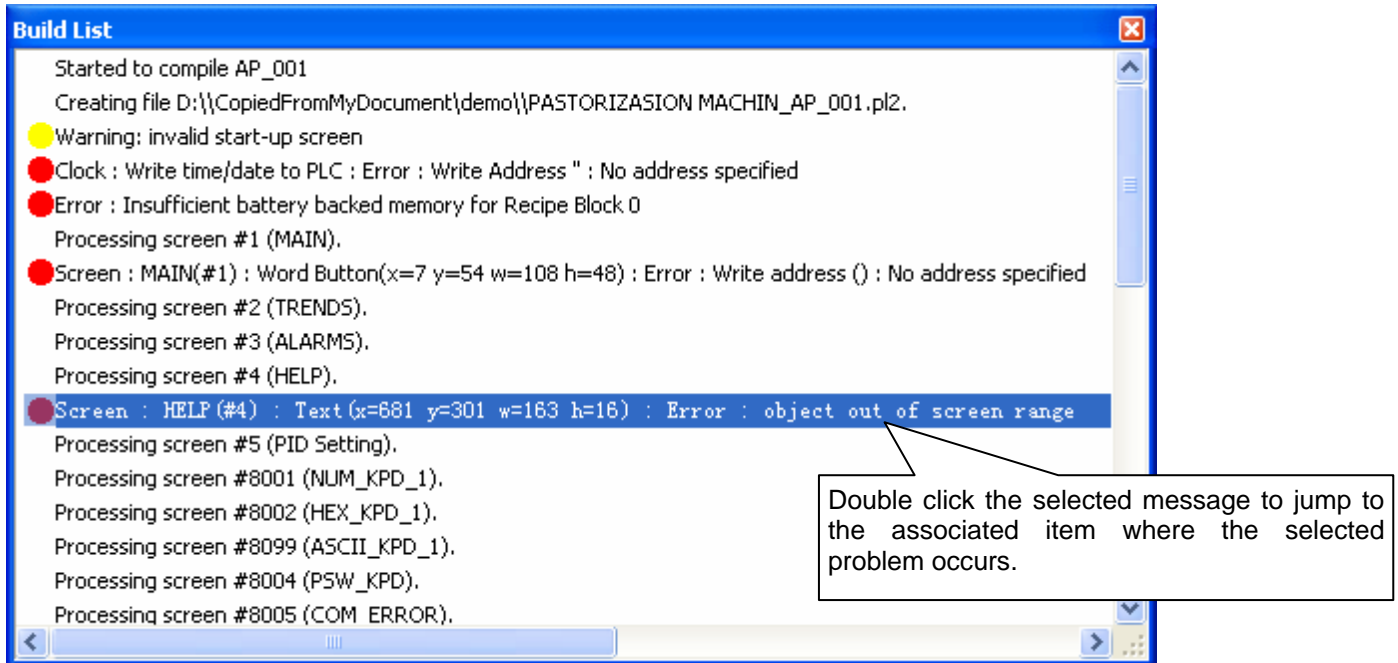 Build List
Started to compile AP_001
Creating file D:\\CopiedFromMyDocument\demo\\PASTORIZASION MACHIN_AP_001.pl2.
Warning: invalid start-up screen
Clock : Write time/date to PLC : Error : Write Address '' : No address specified
Error : Insufficient battery backed memory for Recipe Block 0
Processing screen #1 (MAIN).
Screen : MAIN(#1) : Word Button(x=7 y=54 w=108 h=48) : Error : Write address () : No address specified
Processing screen #2 (TRENDS).
Processing screen #3 (ALARMS).
Processing screen #4 (HELP).
Screen : HELP(#4) : Text(x=681 y=301 w=163 h=16) : Error : object out of screen range
Processing screen #5 (PID Setting).
Processing screen #8001 (NUM_KPD_1).
Processing screen #8002 (HEX_KPD_1).
Processing screen #8099 (ASCII_KPD_1).
Processing screen #8004 (PSW_KPD).
Processing screen #8005 (COM_ERROR).
Double click the selected message to jump to
the associated item where the selected
problem occurs.